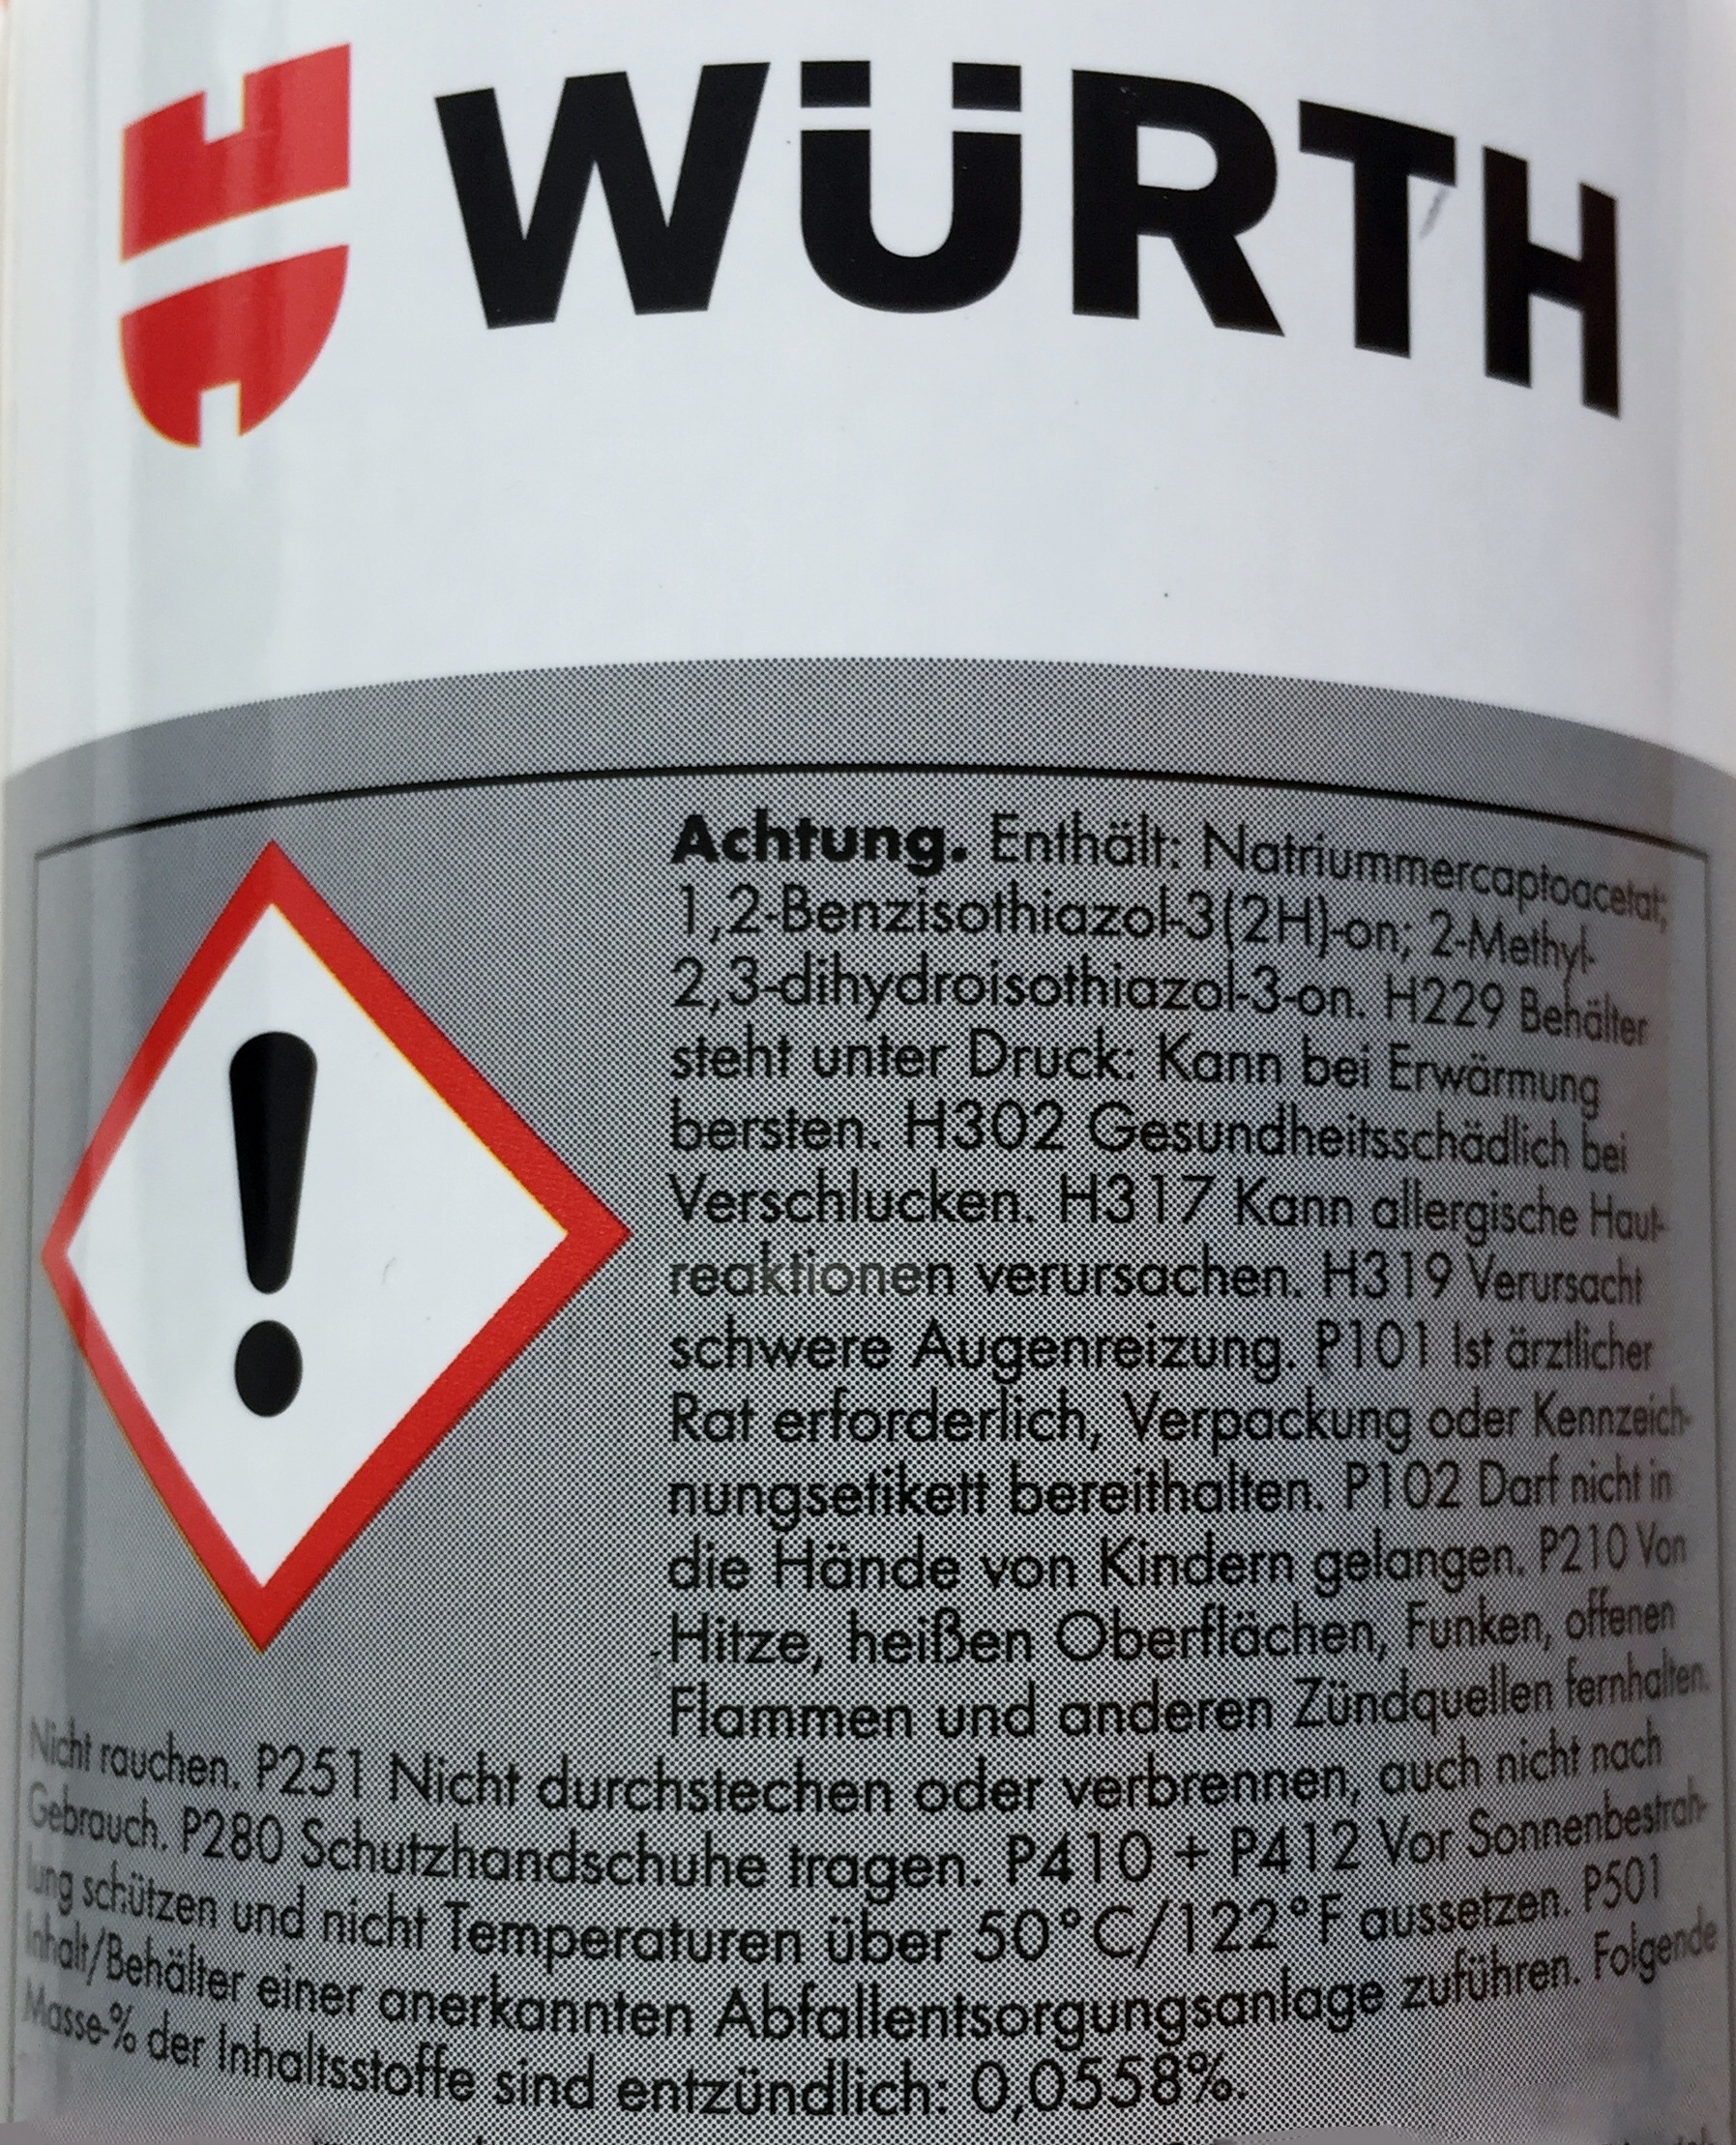 WÜRTH
Achtung. Enthält: Natriummercaptoacetat;
1,2-Benzisothiazol-3(2H)-on; 2-Methyl-
2,3-dihydroisothiazol-3-on. H229 Behälter
steht unter Druck: Kann bei Erwärmung
bersten. H302 Gesundheitsschädlich bei
Verschlucken. H317 Kann allergische Haut-
reaktionen verursachen. H319 Verursacht
schwere Augenreizung. P101 Ist ärztlicher
Rat erforderlich, Verpackung oder Kennzeich-
nungsetikett bereithalten. P102 Darf nicht in
die Hände von Kindern gelangen. P210 Von
Hitze, heißen Oberflächen, Funken, offenen
Flammen und anderen Zündquellen fernhalten.
Nicht rauchen. P251 Nicht durchstechen oder verbrennen, auch nicht nach
Gebrauch. P280 Schutzhandschuhe tragen. P410 + P412 Vor Sonnenbestrah-
lung schützen und nicht Temperaturen über 50°C/122°F aussetzen. P501
Inhalt/Behälter einer anerkannten Abfallentsorgungsanlage zuführen. Folgende
Masse-% der Inhaltsstoffe sind entzündlich: 0,0558%.